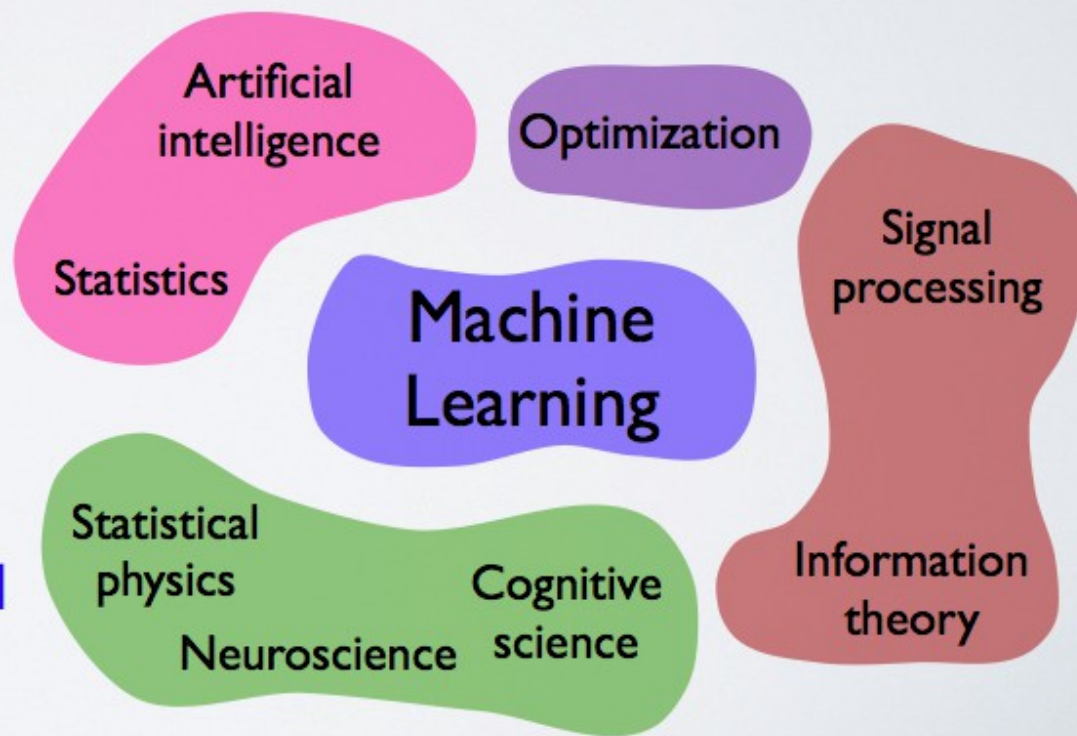 Artificial
intelligence
Statistics
Optimization
Signal
processing
Machine
Learning
Statistical
physics
Neuroscience
Cognitive
science
Information
theory